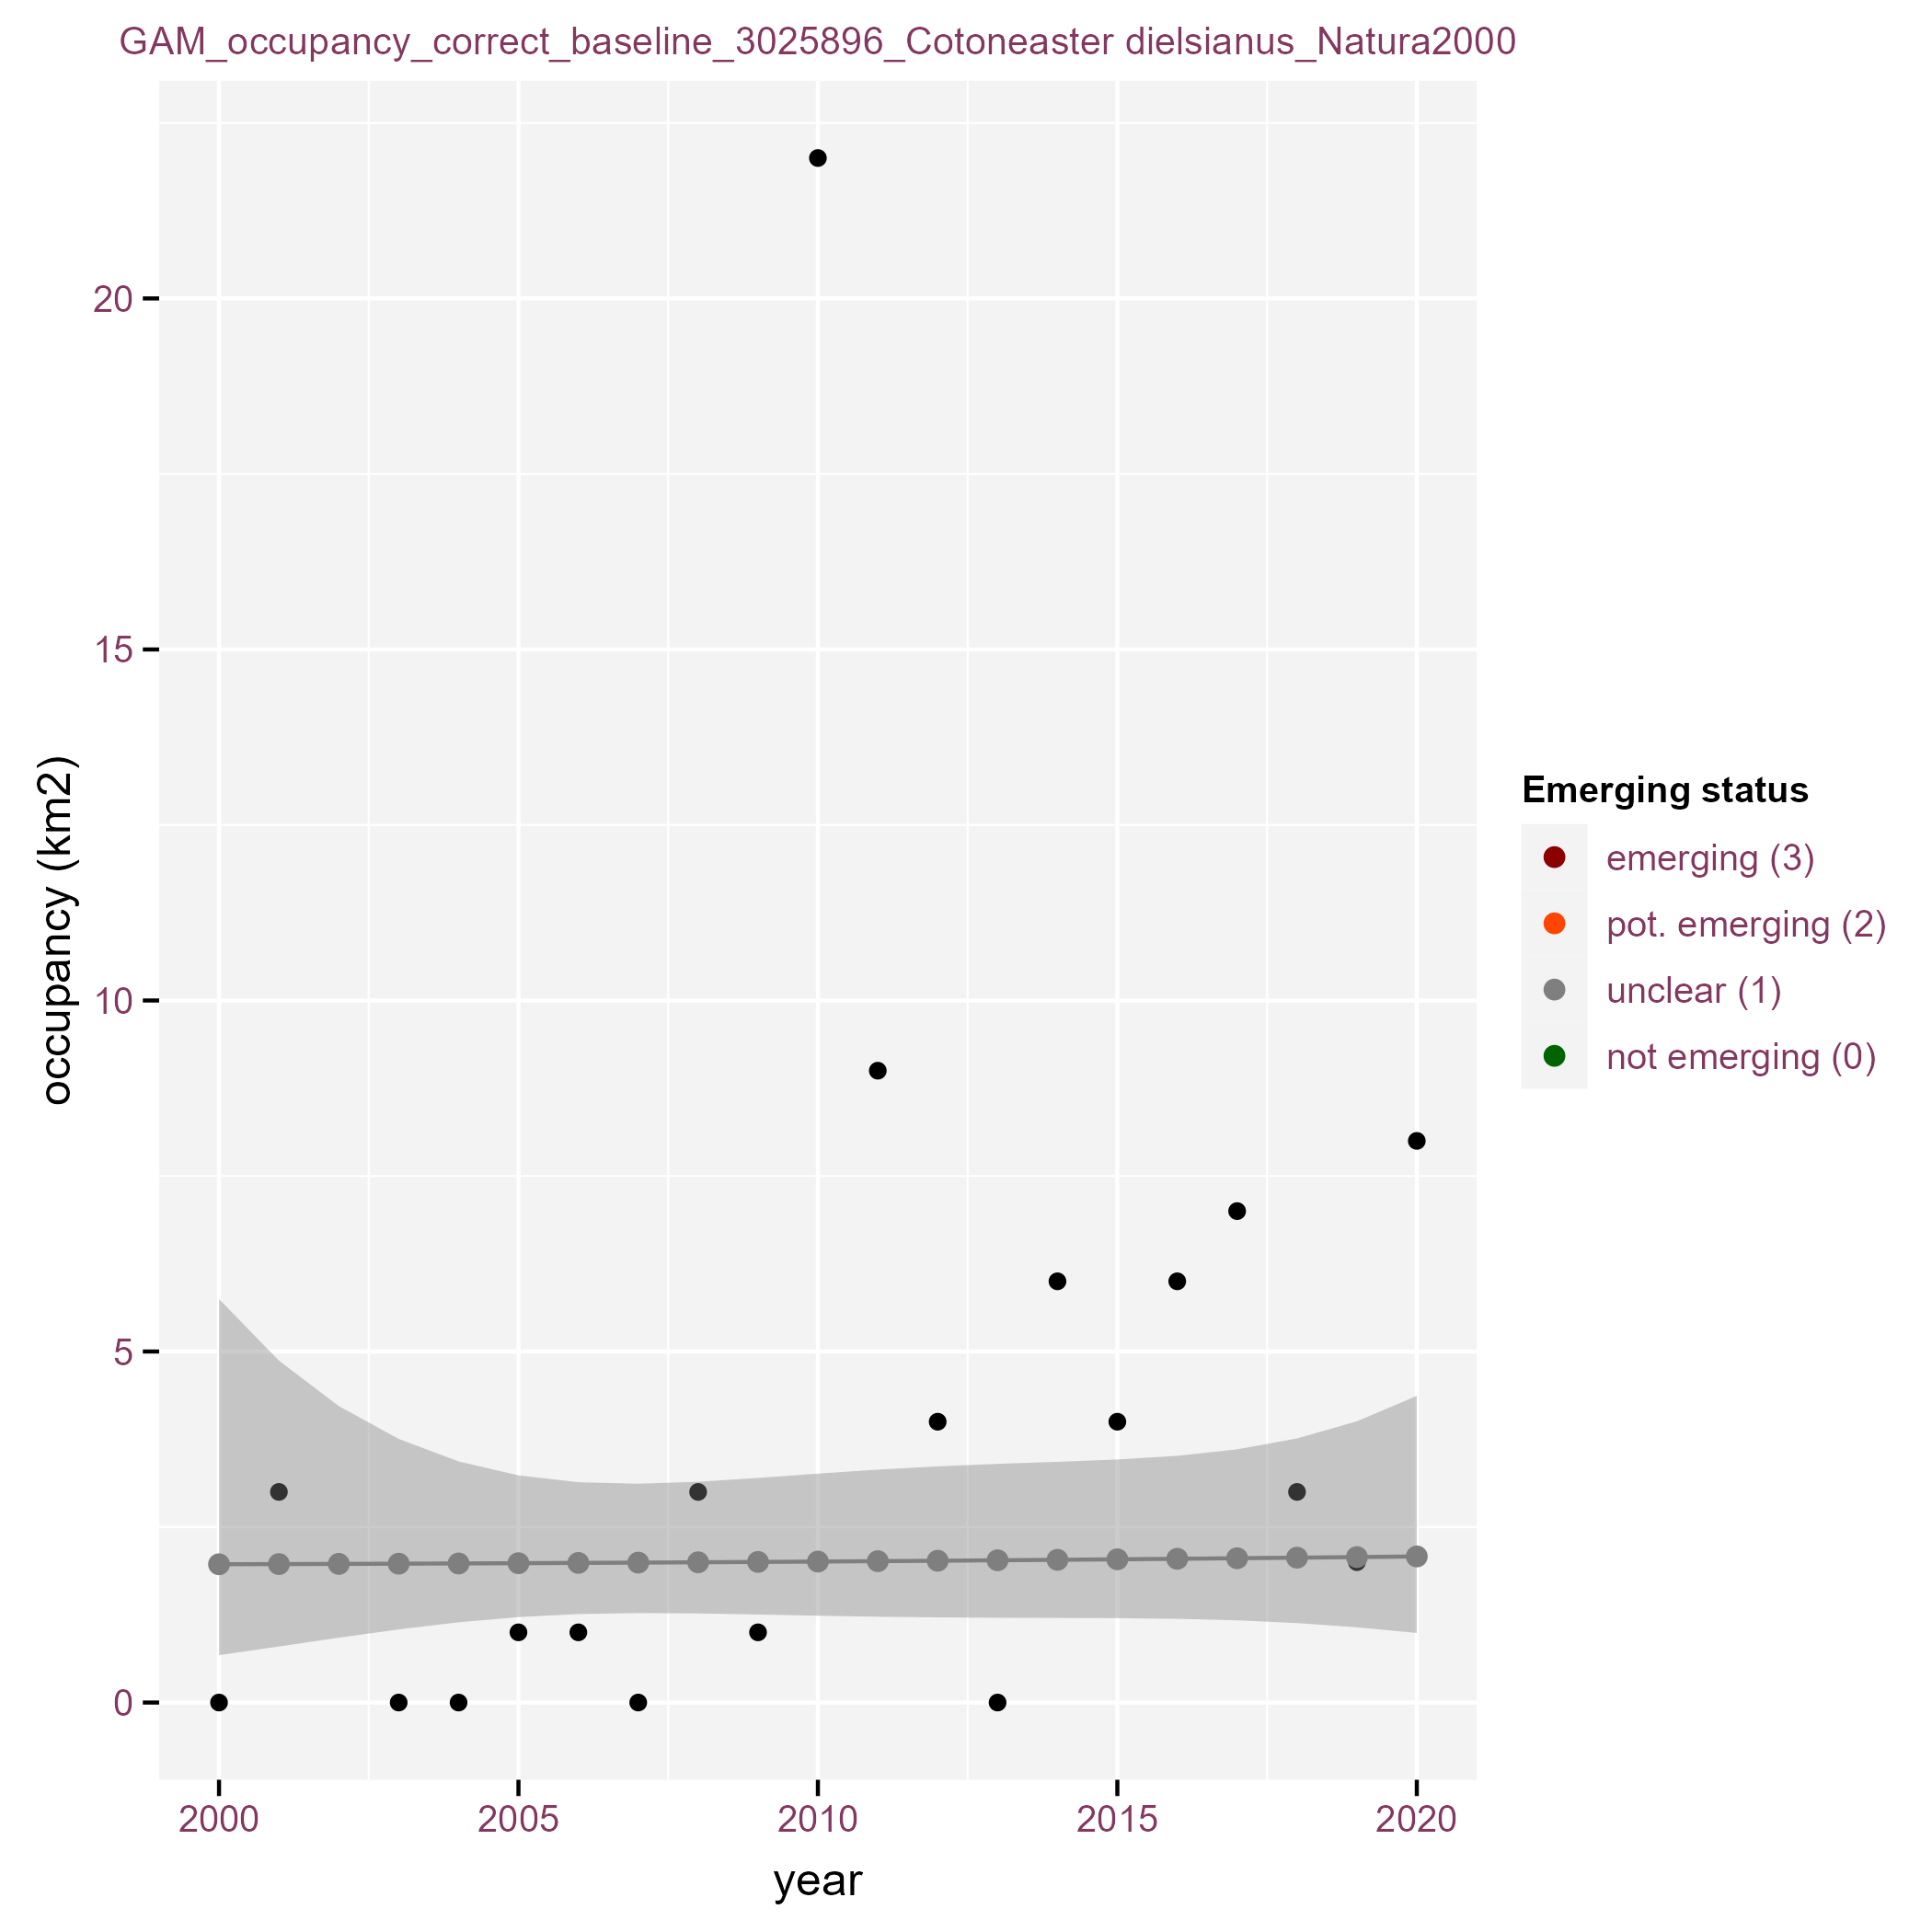 GAM_occupancy_correct_baseline_3025896_Cotoneaster dielsianus_Natura2000
20
15
10
5
0
occupancy (km2)
2000 2005 2010 2015 2020
year
Emerging status
emerging (3)
pot. emerging (2)
unclear (1)
not emerging (0)